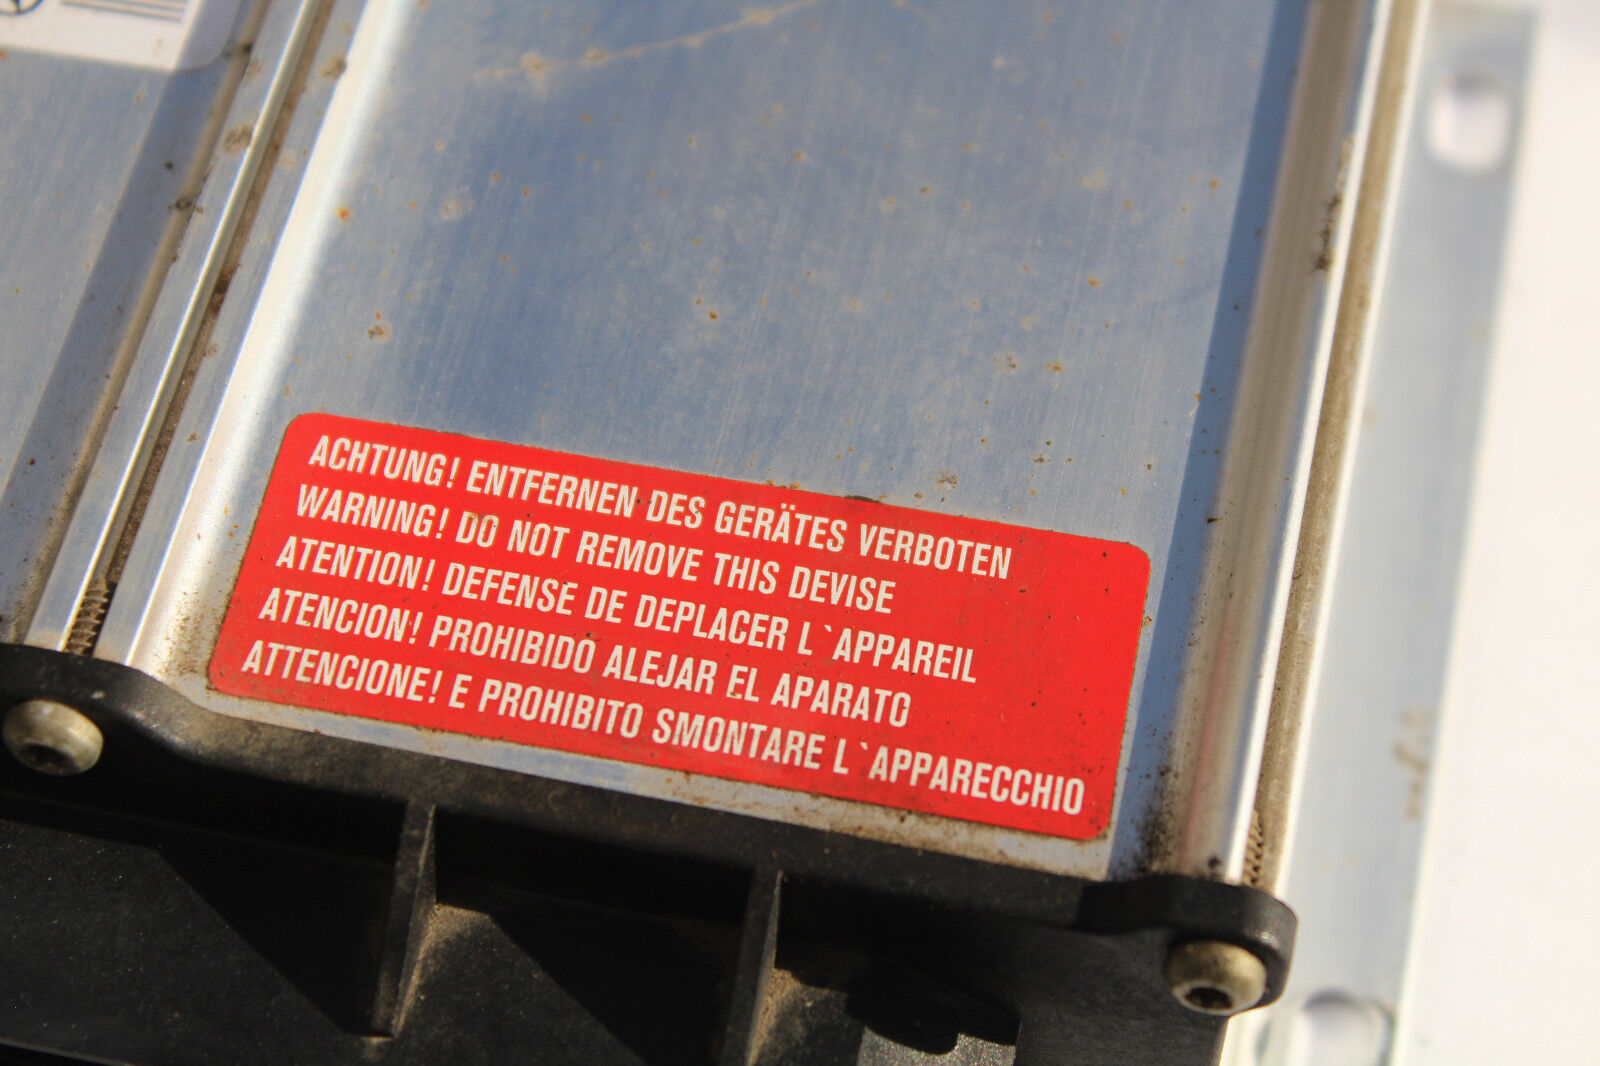 ACHTUNG! ENTFERNEN DES GERÄTES VERBOTEN
WARNING! DO NOT REMOVE THIS DEVISE
ATENTION! DEFENSE DE DEPLACER L`APPAREIL
ATENCION! PROHIBIDO ALEJAR EL APARATO
ATTENCIONE! E PROHIBITO SMONTARE L`APPARECCHIO